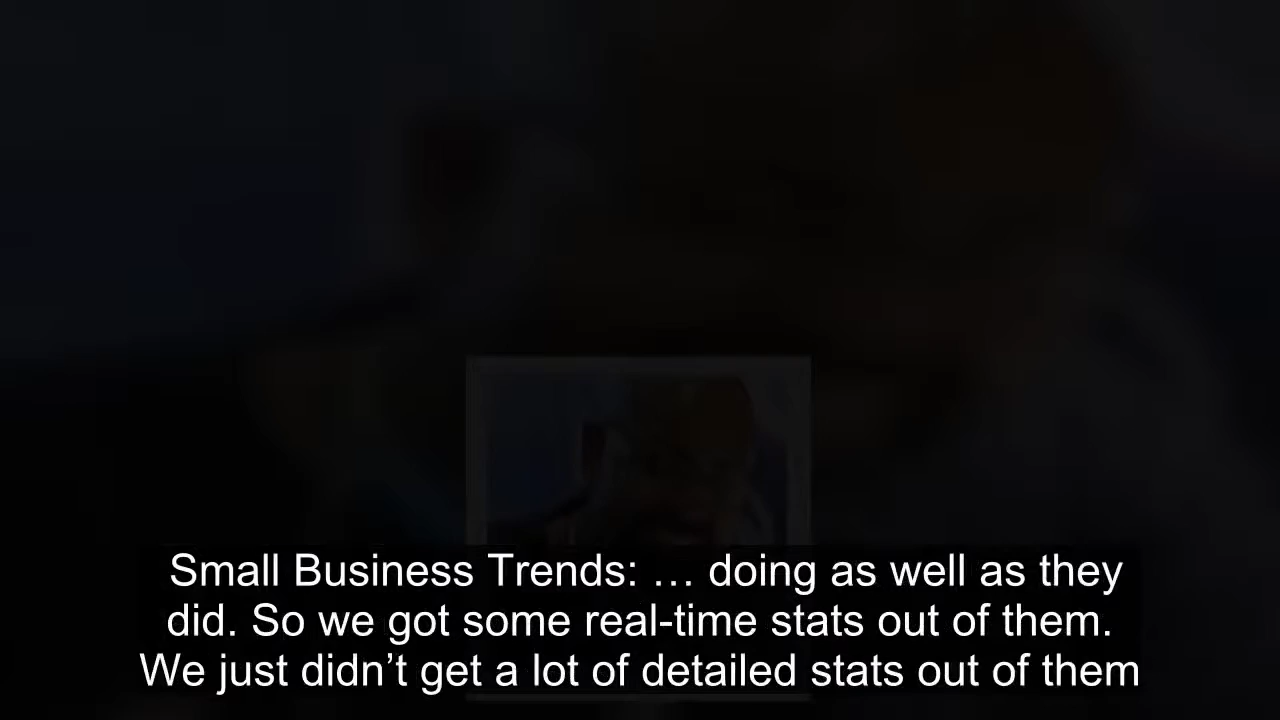 Small Business Trends: … doing as well as they
did. So we got some real-time stats out of them.
We just didn’t get a lot of detailed stats out of them